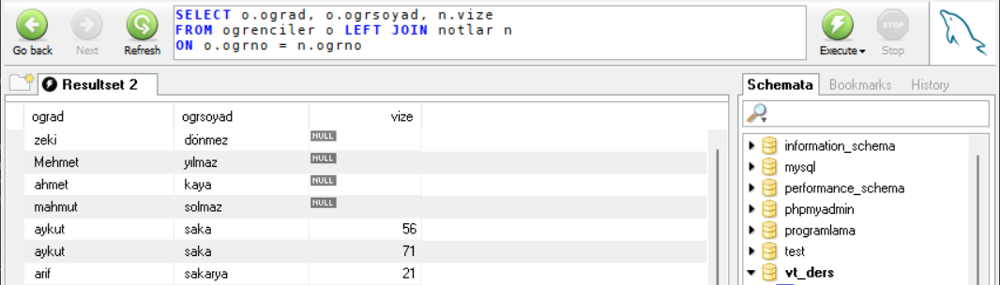 SELECT o.ograd, o.ogrsoyad, n.vize
FROM ogrenciler o LEFT JOIN notlar n
ON o.ogrno = n.ogrno
Go back Next Refresh Execute Stop
Resultset 2
ograd ogrsoyad vize
zeki dönmez NULL
Mehmet yılmaz NULL
ahmet kaya NULL
mahmut solmaz NULL
aykut saka 56
aykut saka 71
arif sakarya 21
Schemata Bookmarks History
information_schema
mysql
performance_schema
phpmyadmin
programlama
test
vt_ders